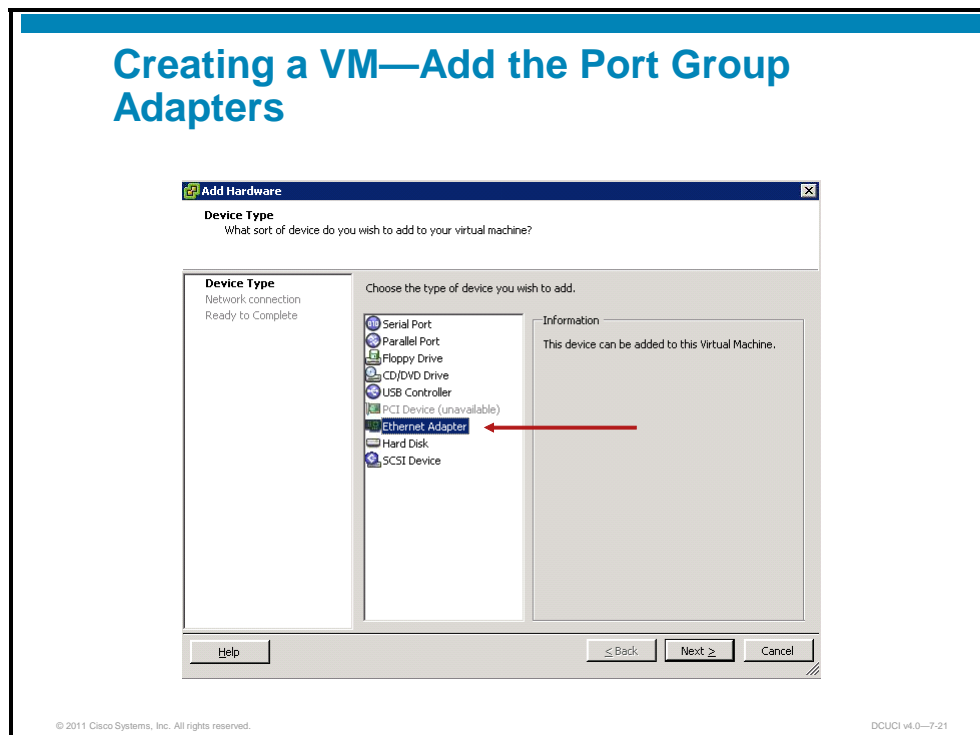 Creating a VM—Add the Port Group
Adapters
Add Hardware
Device Type
What sort of device do you wish to add to your virtual machine?
Device Type
Network connection
Ready to Complete
Choose the type of device you wish to add.
Serial Port
Parallel Port
Floppy Drive
CD/DVD Drive
USB Controller
PCI Device (unavailable)
Ethernet Adapter
Hard Disk
SCSI Device
Information
This device can be added to this Virtual Machine.
Help
< Back
Next >
Cancel
© 2011 Cisco Systems, Inc. All rights reserved.
DCUCI v4.0—7-21